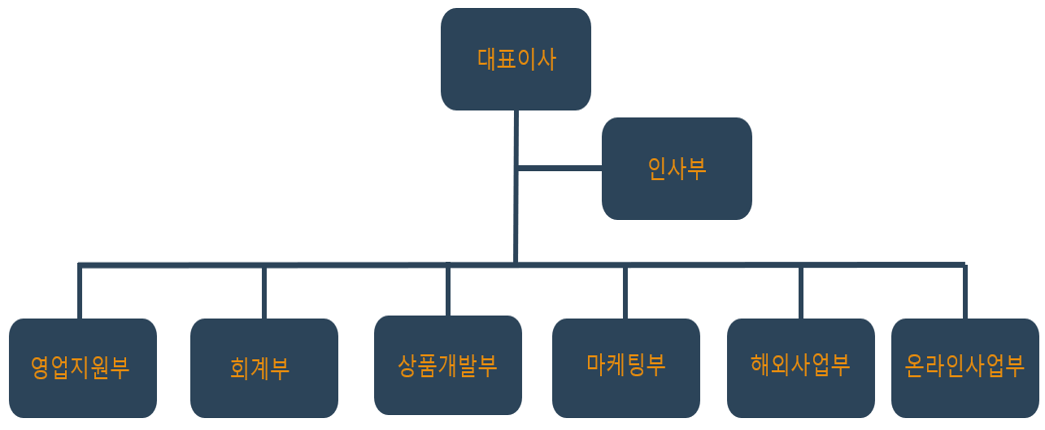 대표이사
인사부
영업지원부
회계부
상품개발부
마케팅부
해외사업부
온라인사업부